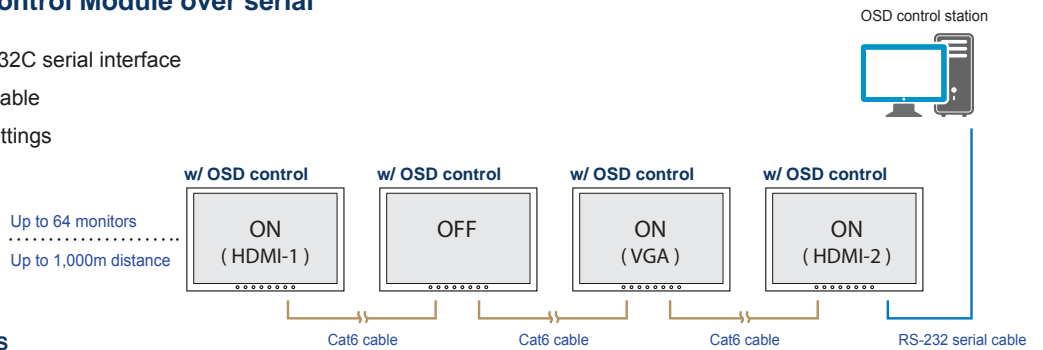 ontrol Module over serial
OSD control station
32C serial interface
able
ttings
w/ OSD control w/ OSD control w/ OSD control w/ OSD control
Up to 64 monitors
Up to 1,000m distance
ON
( HDMI-1 )
OFF
ON
( VGA )
ON
( HDMI-2 )
Cat6 cable Cat6 cable Cat6 cable RS-232 serial cable
s